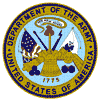 DEPARTMENT OF THE ARMY
UNITED STATES OF AMERICA
1775